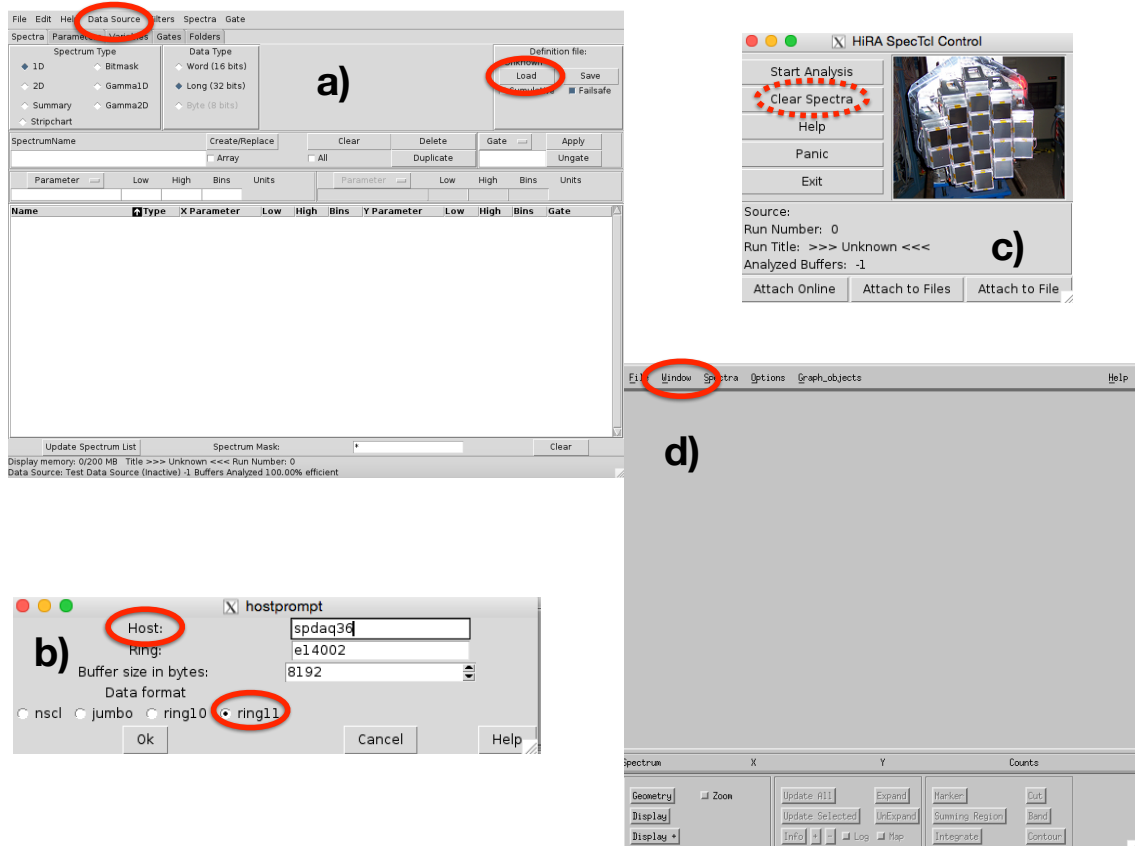 File Edit Help Data Source Filters Spectra Gate
Spectra Parameters Variables Gates Folders
Spectrum Type Data Type Definition file:
Unknown
1D Bitmask Word (16 bits) Load Save
2D Gamma1D Long (32 bits) Cumulative Failsafe
Summary Gamma2D Byte (8 bits)
Stripchart
a)
SpectrumName Create/Replace Clear Delete Gate Apply
Array All Duplicate Ungate
Parameter Low High Bins Units Parameter Low High Bins Units
Name Type X Parameter Low High Bins Y Parameter Low High Bins Gate
Update Spectrum List Spectrum Mask: * Clear
Display memory: 0/200 MB Title >>> Unknown <<< Run Number: 0
Data Source: Test Data Source (Inactive) -1 Buffers Analyzed 100.00% efficient
hostprompt
Host: spdaq36
Ring: e14002
b)
Buffer size in bytes: 8192
Data format
nscl jumbo ring10 ring11
Ok Cancel Help
HiRA SpecTcl Control
Start Analysis
Clear Spectra
Help
Panic
Exit
Source:
Run Number: 0
Run Title: >>> Unknown <<<
Analyzed Buffers: -1
c)
Attach Online Attach to Files Attach to File
File Window Spectra Options Graph_objects Help
d)
Spectrum X Y Counts
Geometry Zoom Update All Expand Marker Cut
Display Update Selected UnExpand Summing Region Band
Display + Info + - Log Map Integrate Contour